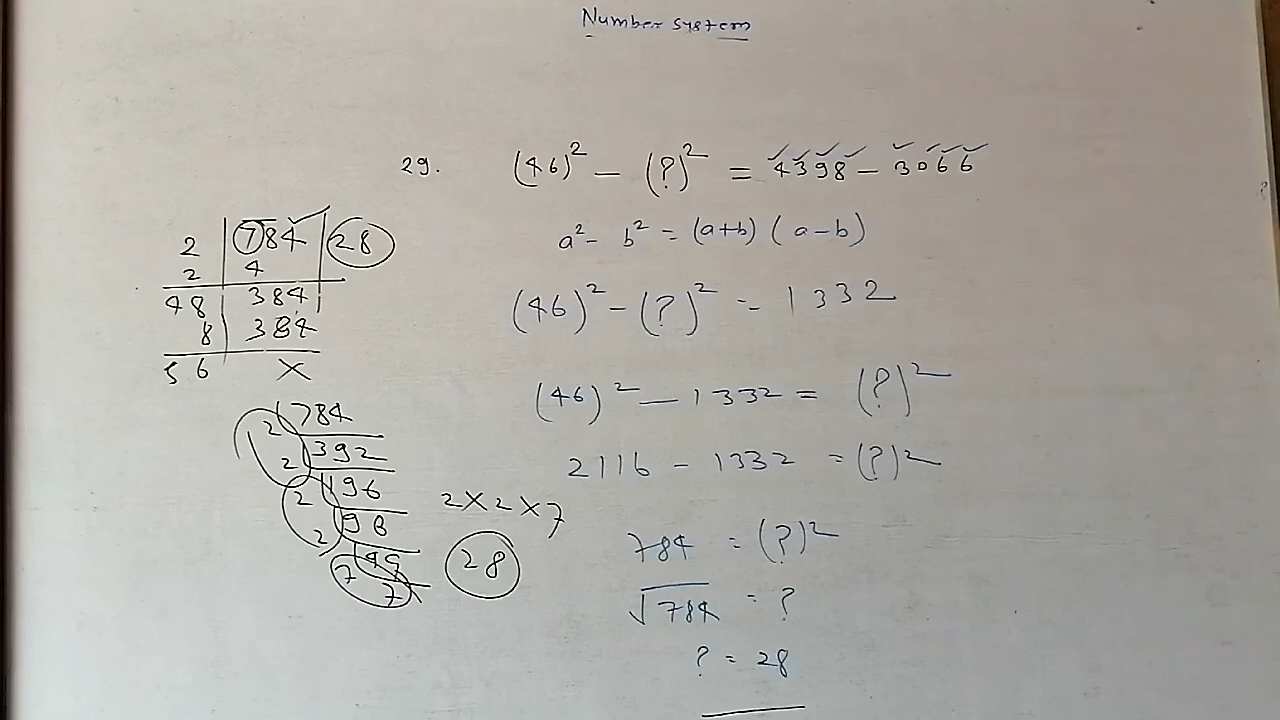 Number system
29. (46)² – (?)² = 4398 – 3066
a² - b² = (a+b) (a–b)
(46)² – (?)² = 1332
(46)² – 1332 = (?)²
2116 – 1332 = (?)²
784 = (?)²
√784 = ?
? = 28
2 | 784 | 28
2 | 4
48 | 384
8 | 384
56 | ×
2 | 784
2 | 392
2 | 196
2 | 98
7 | 49
7
2×2×7
28